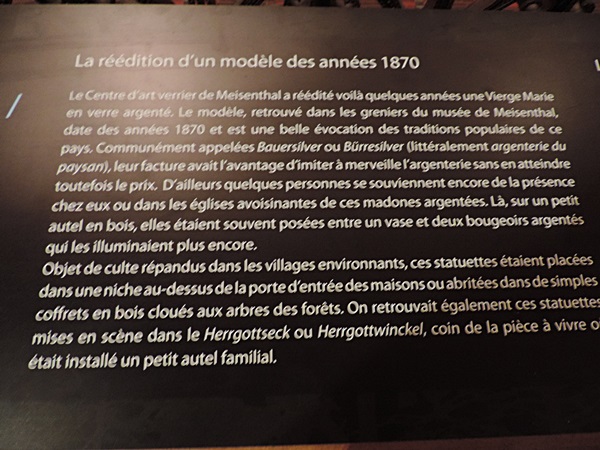 La réédition d'un modèle des années 1870
Le Centre d'art verrier de Meisenthal a réédité voilà quelques années une Vierge Marie
en verre argenté. Le modèle, retrouvé dans les greniers du musée de Meisenthal,
date des années 1870 et est une belle évocation des traditions populaires de ce
pays. Communément appelées Bauersilver ou Bürresilver (littéralement argenterie du
paysan), leur facture avait l'avantage d'imiter à merveille l'argenterie sans en atteindre
toutefois le prix. D'ailleurs quelques personnes se souviennent encore de la présence
chez eux ou dans les églises avoisinantes de ces madones argentées. Là, sur un petit
autel en bois, elles étaient souvent posées entre un vase et deux bougeoirs argentés
qui les illuminaient plus encore.
Objet de culte répandus dans les villages environnants, ces statuettes étaient placées
dans une niche au-dessus de la porte d'entrée des maisons ou abritées dans de simples
coffrets en bois cloués aux arbres des forêts. On retrouvait également ces statuettes
mises en scène dans le Herrgottseck ou Herrgottwinckel, coin de la pièce à vivre o
était installé un petit autel familial.